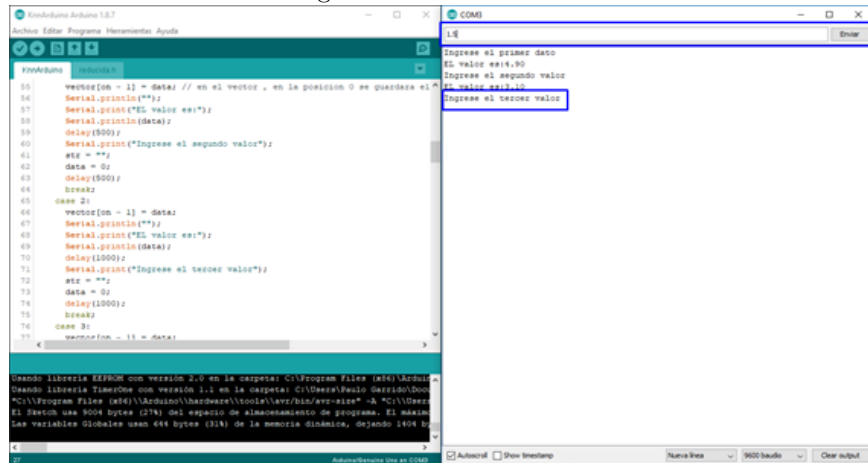 KnnArduino Arduino 1.8.7
Archivo Editar Programa Herramientas Ayuda
KnnArduino reducida.h
55 vector[on - 1] = data; // en el vector , en la posicion 0 se guardara el
56 Serial.println("");
57 Serial.print("EL valor es:");
58 Serial.println(data);
59 delay(500);
60 Serial.print("Ingrese el segundo valor");
61 str = "";
62 data = 0;
63 delay(500);
64 break;
65 case 2:
66 vector[on - 1] = data;
67 Serial.println("");
68 Serial.print("EL valor es:");
69 Serial.println(data);
70 delay(1000);
71 Serial.print("Ingrese el tercer valor");
72 str = "";
73 data = 0;
74 delay(1000);
75 break;
76 case 3:
77 vector[on - 1] = data;
Usando librería EEPROM con versión 2.0 en la carpeta: C:\Program Files (x86)\Arduin
Usando librería TimerOne con versión 1.1 en la carpeta: C:\Users\Paulo Garrido\Docu
"C:\\Program Files (x86)\\Arduino\\hardware\\tools\\avr/bin/avr-size" -A "C:\\Users
El Sketch usa 9004 bytes (27%) del espacio de almacenamiento de programa. El máximo
Las variables Globales usan 644 bytes (31%) de la memoria dinámica, dejando 1404 by
27 Arduino/Genuino Uno en COM3
COM3
1.5 Enviar
Ingrese el primer dato
EL valor es:4.90
Ingrese el segundo valor
EL valor es:3.10
Ingrese el tercer valor
Autoscroll Show timestamp Nueva línea 9600 baudio Clear output